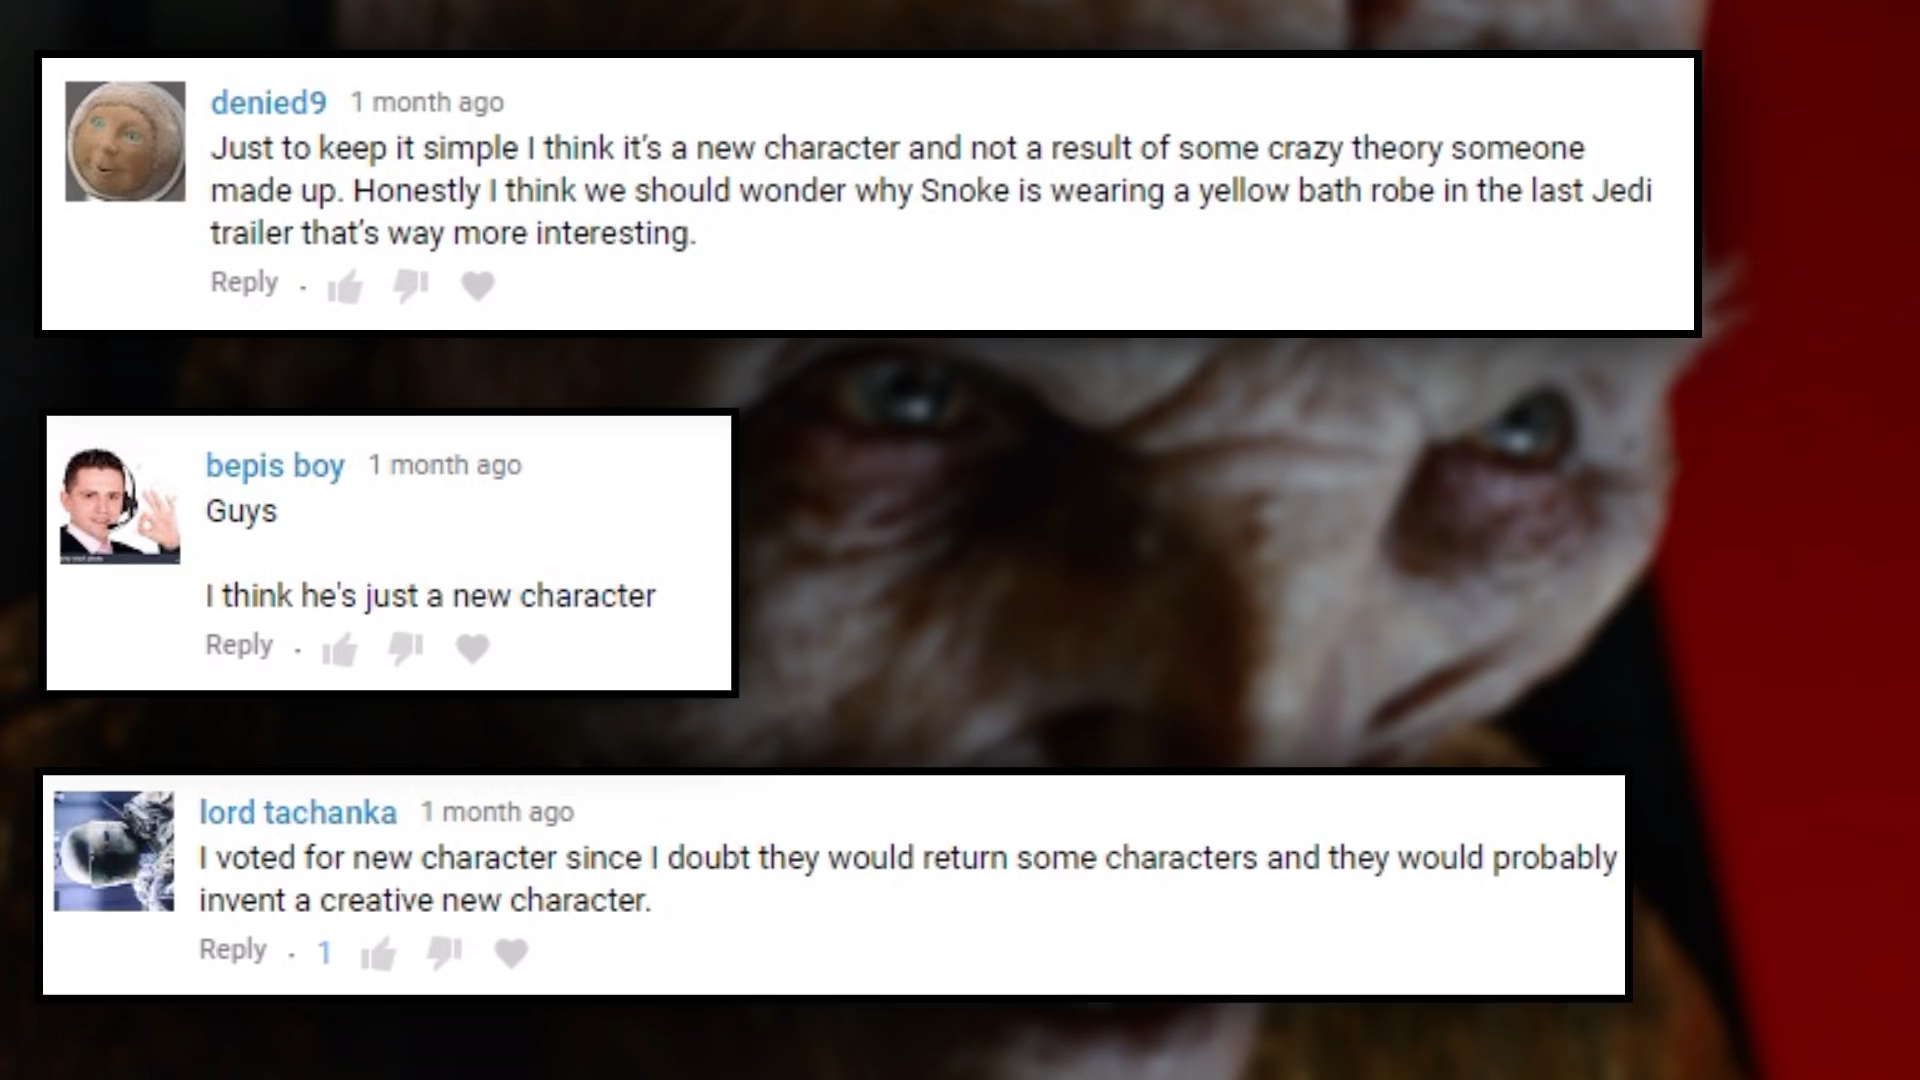 denied9 1 month ago
Just to keep it simple I think it's a new character and not a result of some crazy theory someone
made up. Honestly I think we should wonder why Snoke is wearing a yellow bath robe in the last Jedi
trailer that's way more interesting.
Reply .
bepis boy 1 month ago
Guys
I think he's just a new character
Reply .
lord tachanka 1 month ago
I voted for new character since I doubt they would return some characters and they would probably
invent a creative new character.
Reply . 1